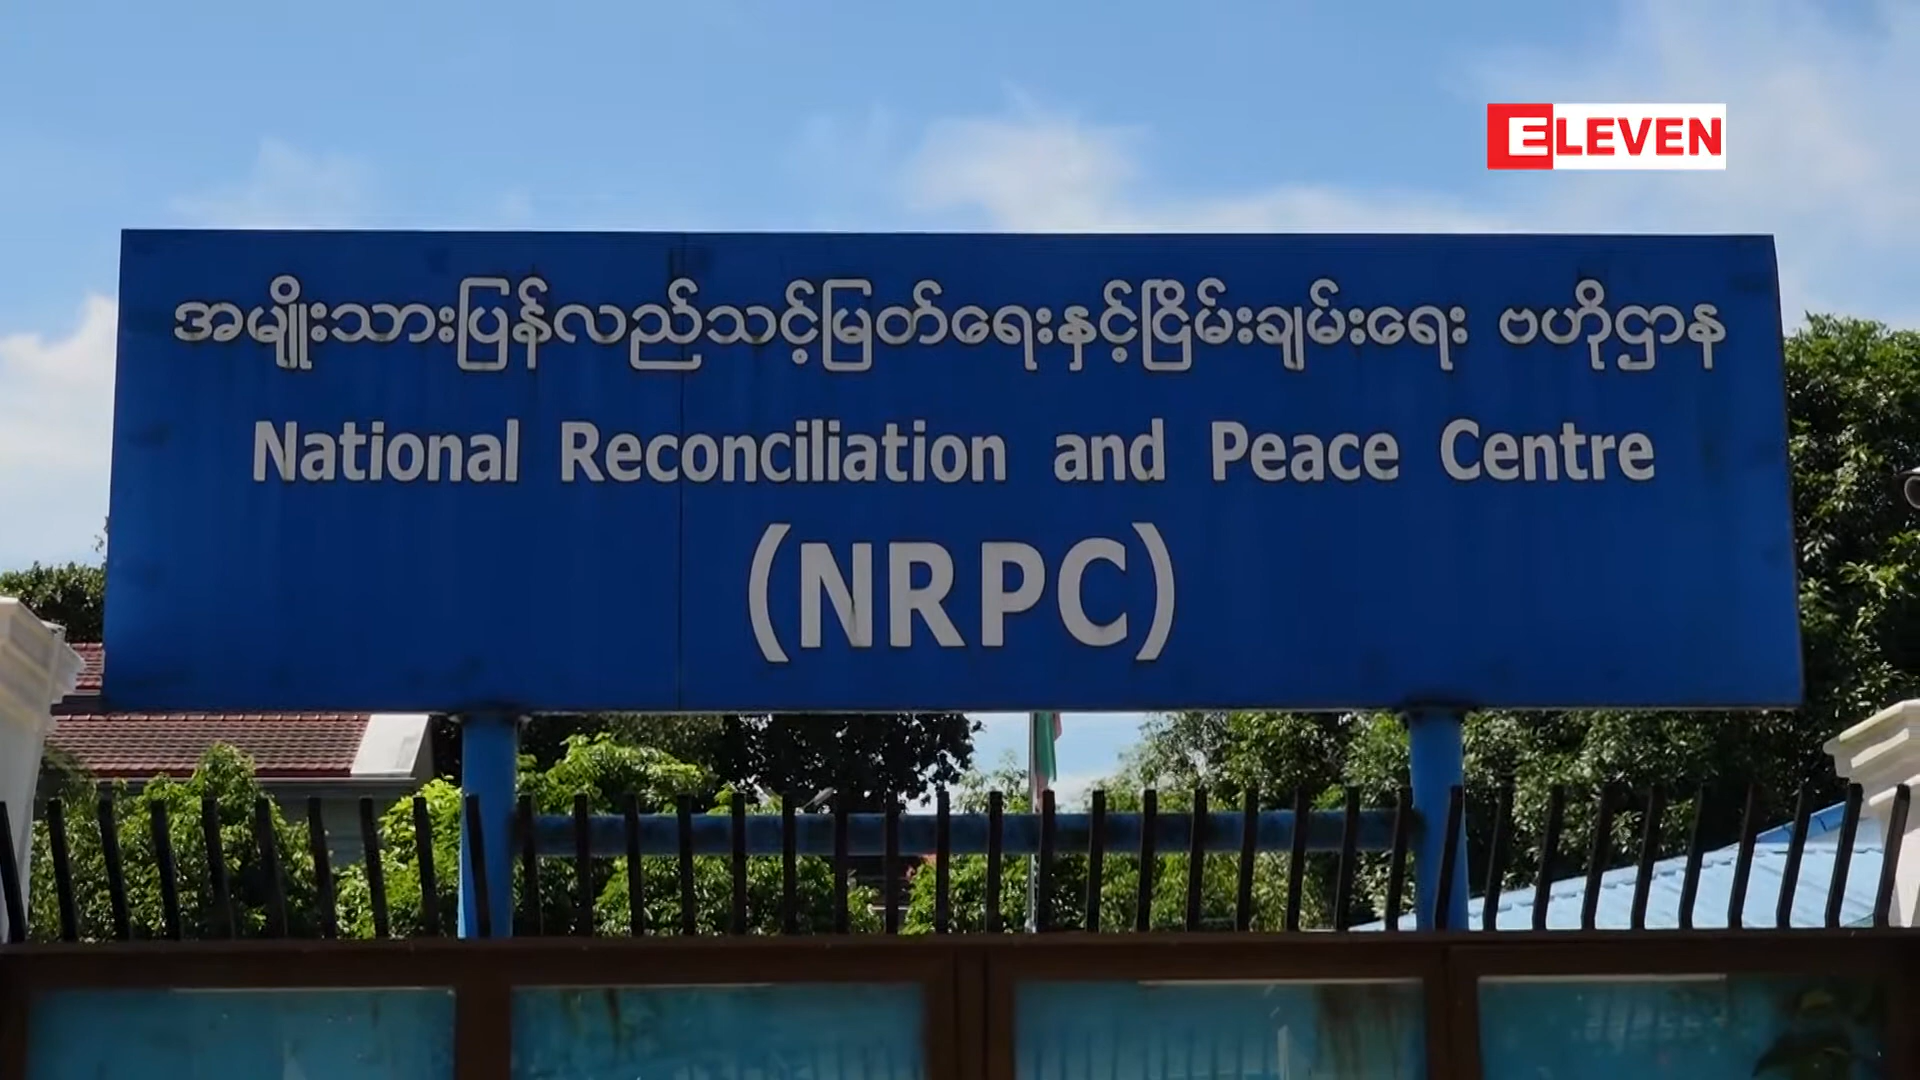 ELEVEN
အမျိုးသားပြန်လည်သင့်မြတ်ရေးနှင့်ငြိမ်းချမ်းရေး ဗဟိုဌာန
National Reconciliation and Peace Centre
(NRPC)